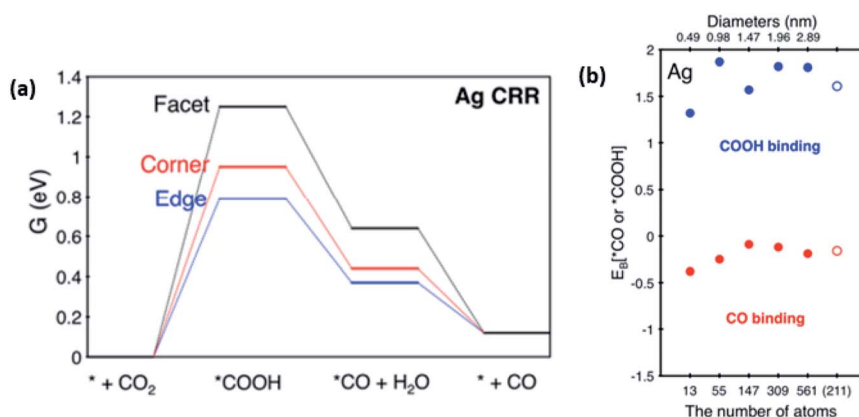 (a)
Ag CRR
1.4
1.2
1
0.8
0.6
0.4
0.2
0
G (eV)
Facet
Corner
Edge
* + CO₂
*COOH
*CO + H₂O
* + CO
(b)
Diameters (nm)
0.49 0.98 1.47 1.96 2.89
Ag
2
1.5
1
0.5
0
-0.5
-1
-1.5
E_B[*CO or *COOH]
COOH binding
CO binding
13 55 147 309 561 (211)
The number of atoms